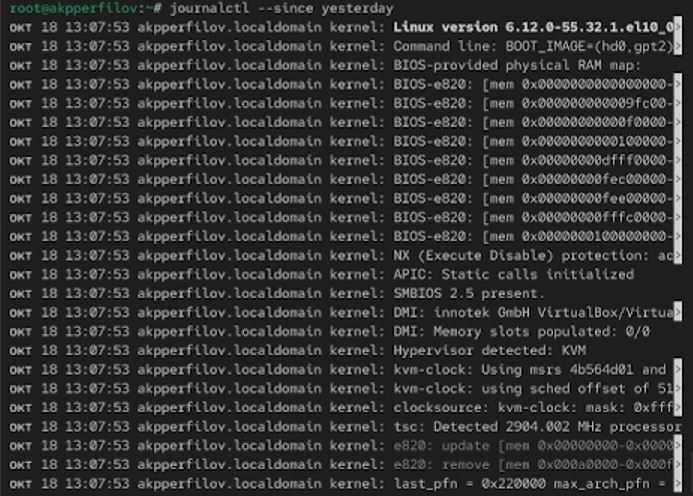 root@akpperfilov:~# journalctl --since yesterday
окт 18 13:07:53 akpperfilov.localdomain kernel: Linux version 6.12.0-55.32.1.el10_0>
окт 18 13:07:53 akpperfilov.localdomain kernel: Command line: BOOT_IMAGE=(hd0,gpt2)>
окт 18 13:07:53 akpperfilov.localdomain kernel: BIOS-provided physical RAM map:
окт 18 13:07:53 akpperfilov.localdomain kernel: BIOS-e820: [mem 0x0000000000000000->
окт 18 13:07:53 akpperfilov.localdomain kernel: BIOS-e820: [mem 0x000000000009fc00->
окт 18 13:07:53 akpperfilov.localdomain kernel: BIOS-e820: [mem 0x00000000000f0000->
окт 18 13:07:53 akpperfilov.localdomain kernel: BIOS-e820: [mem 0x0000000000100000->
окт 18 13:07:53 akpperfilov.localdomain kernel: BIOS-e820: [mem 0x00000000dfff0000->
окт 18 13:07:53 akpperfilov.localdomain kernel: BIOS-e820: [mem 0x00000000fec00000->
окт 18 13:07:53 akpperfilov.localdomain kernel: BIOS-e820: [mem 0x00000000fee00000->
окт 18 13:07:53 akpperfilov.localdomain kernel: BIOS-e820: [mem 0x00000000fffc0000->
окт 18 13:07:53 akpperfilov.localdomain kernel: BIOS-e820: [mem 0x0000000100000000->
окт 18 13:07:53 akpperfilov.localdomain kernel: NX (Execute Disable) protection: ac>
окт 18 13:07:53 akpperfilov.localdomain kernel: APIC: Static calls initialized
окт 18 13:07:53 akpperfilov.localdomain kernel: SMBIOS 2.5 present.
окт 18 13:07:53 akpperfilov.localdomain kernel: DMI: innotek GmbH VirtualBox/Virtua>
окт 18 13:07:53 akpperfilov.localdomain kernel: DMI: Memory slots populated: 0/0
окт 18 13:07:53 akpperfilov.localdomain kernel: Hypervisor detected: KVM
окт 18 13:07:53 akpperfilov.localdomain kernel: kvm-clock: Using msrs 4b564d01 and >
окт 18 13:07:53 akpperfilov.localdomain kernel: kvm-clock: using sched offset of 51>
окт 18 13:07:53 akpperfilov.localdomain kernel: clocksource: kvm-clock: mask: 0xfff>
окт 18 13:07:53 akpperfilov.localdomain kernel: tsc: Detected 2904.002 MHz processor
окт 18 13:07:53 akpperfilov.localdomain kernel: e820: update [mem 0x00000000-0x0000>
окт 18 13:07:53 akpperfilov.localdomain kernel: e820: remove [mem 0x000a0000-0x000f>
окт 18 13:07:53 akpperfilov.localdomain kernel: last_pfn = 0x220000 max_arch_pfn = >